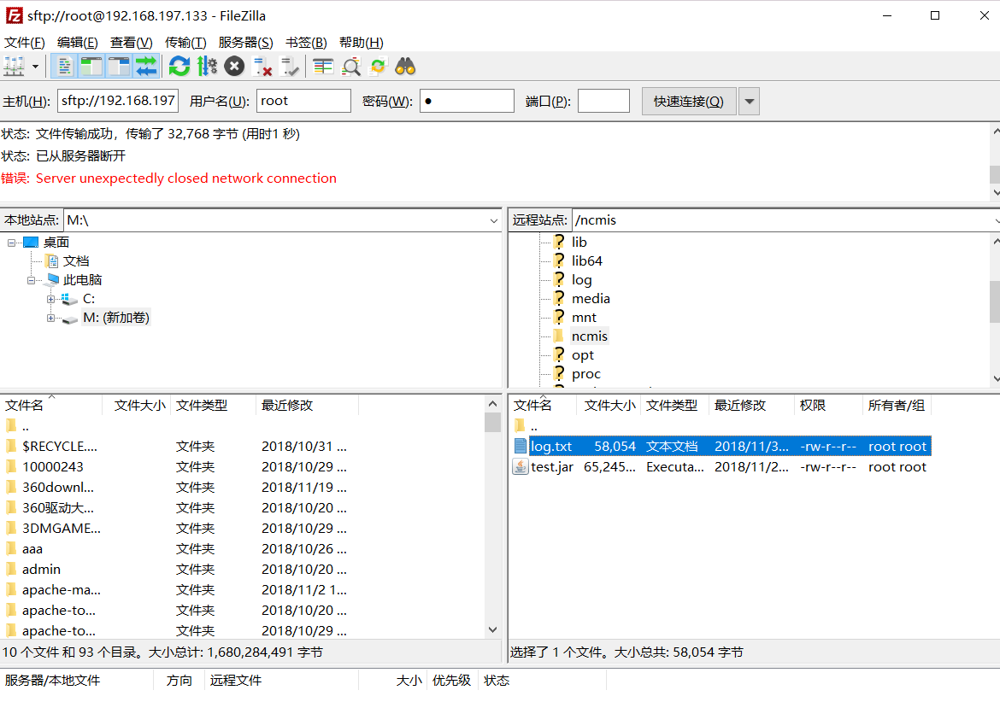 sftp://root@192.168.197.133 - FileZilla
文件(F) 编辑(E) 查看(V) 传输(T) 服务器(S) 书签(B) 帮助(H)
主机(H): sftp://192.168.197 用户名(U): root 密码(W): ● 端口(P): 快速连接(Q)
状态: 文件传输成功，传输了 32,768 字节 (用时1 秒)
状态: 已从服务器断开
错误: Server unexpectedly closed network connection
本地站点: M:\
桌面
文档
此电脑
C:
M: (新加卷)
远程站点: /ncmis
lib
lib64
log
media
mnt
ncmis
opt
proc
文件名 文件大小 文件类型 最近修改
..
$RECYCLE.... 文件夹 2018/10/31 ...
10000243 文件夹 2018/10/29 ...
360downl... 文件夹 2018/11/19 ...
360驱动大... 文件夹 2018/10/20 ...
3DMGAME... 文件夹 2018/10/29 ...
aaa 文件夹 2018/10/26 ...
admin 文件夹 2018/10/20 ...
apache-ma... 文件夹 2018/11/2 1...
apache-to... 文件夹 2018/10/20 ...
apache-to... 文件夹 2018/10/29 ...
10 个文件 和 93 个目录。大小总计: 1,680,284,491 字节
文件名 文件大小 文件类型 最近修改 权限 所有者/组
..
log.txt 58,054 文本文档 2018/11/3... -rw-r--r-- root root
test.jar 65,245... Executa... 2018/11/2... -rw-r--r-- root root
选择了 1 个文件。大小总共: 58,054 字节
服务器/本地文件 方向 远程文件 大小 优先级 状态